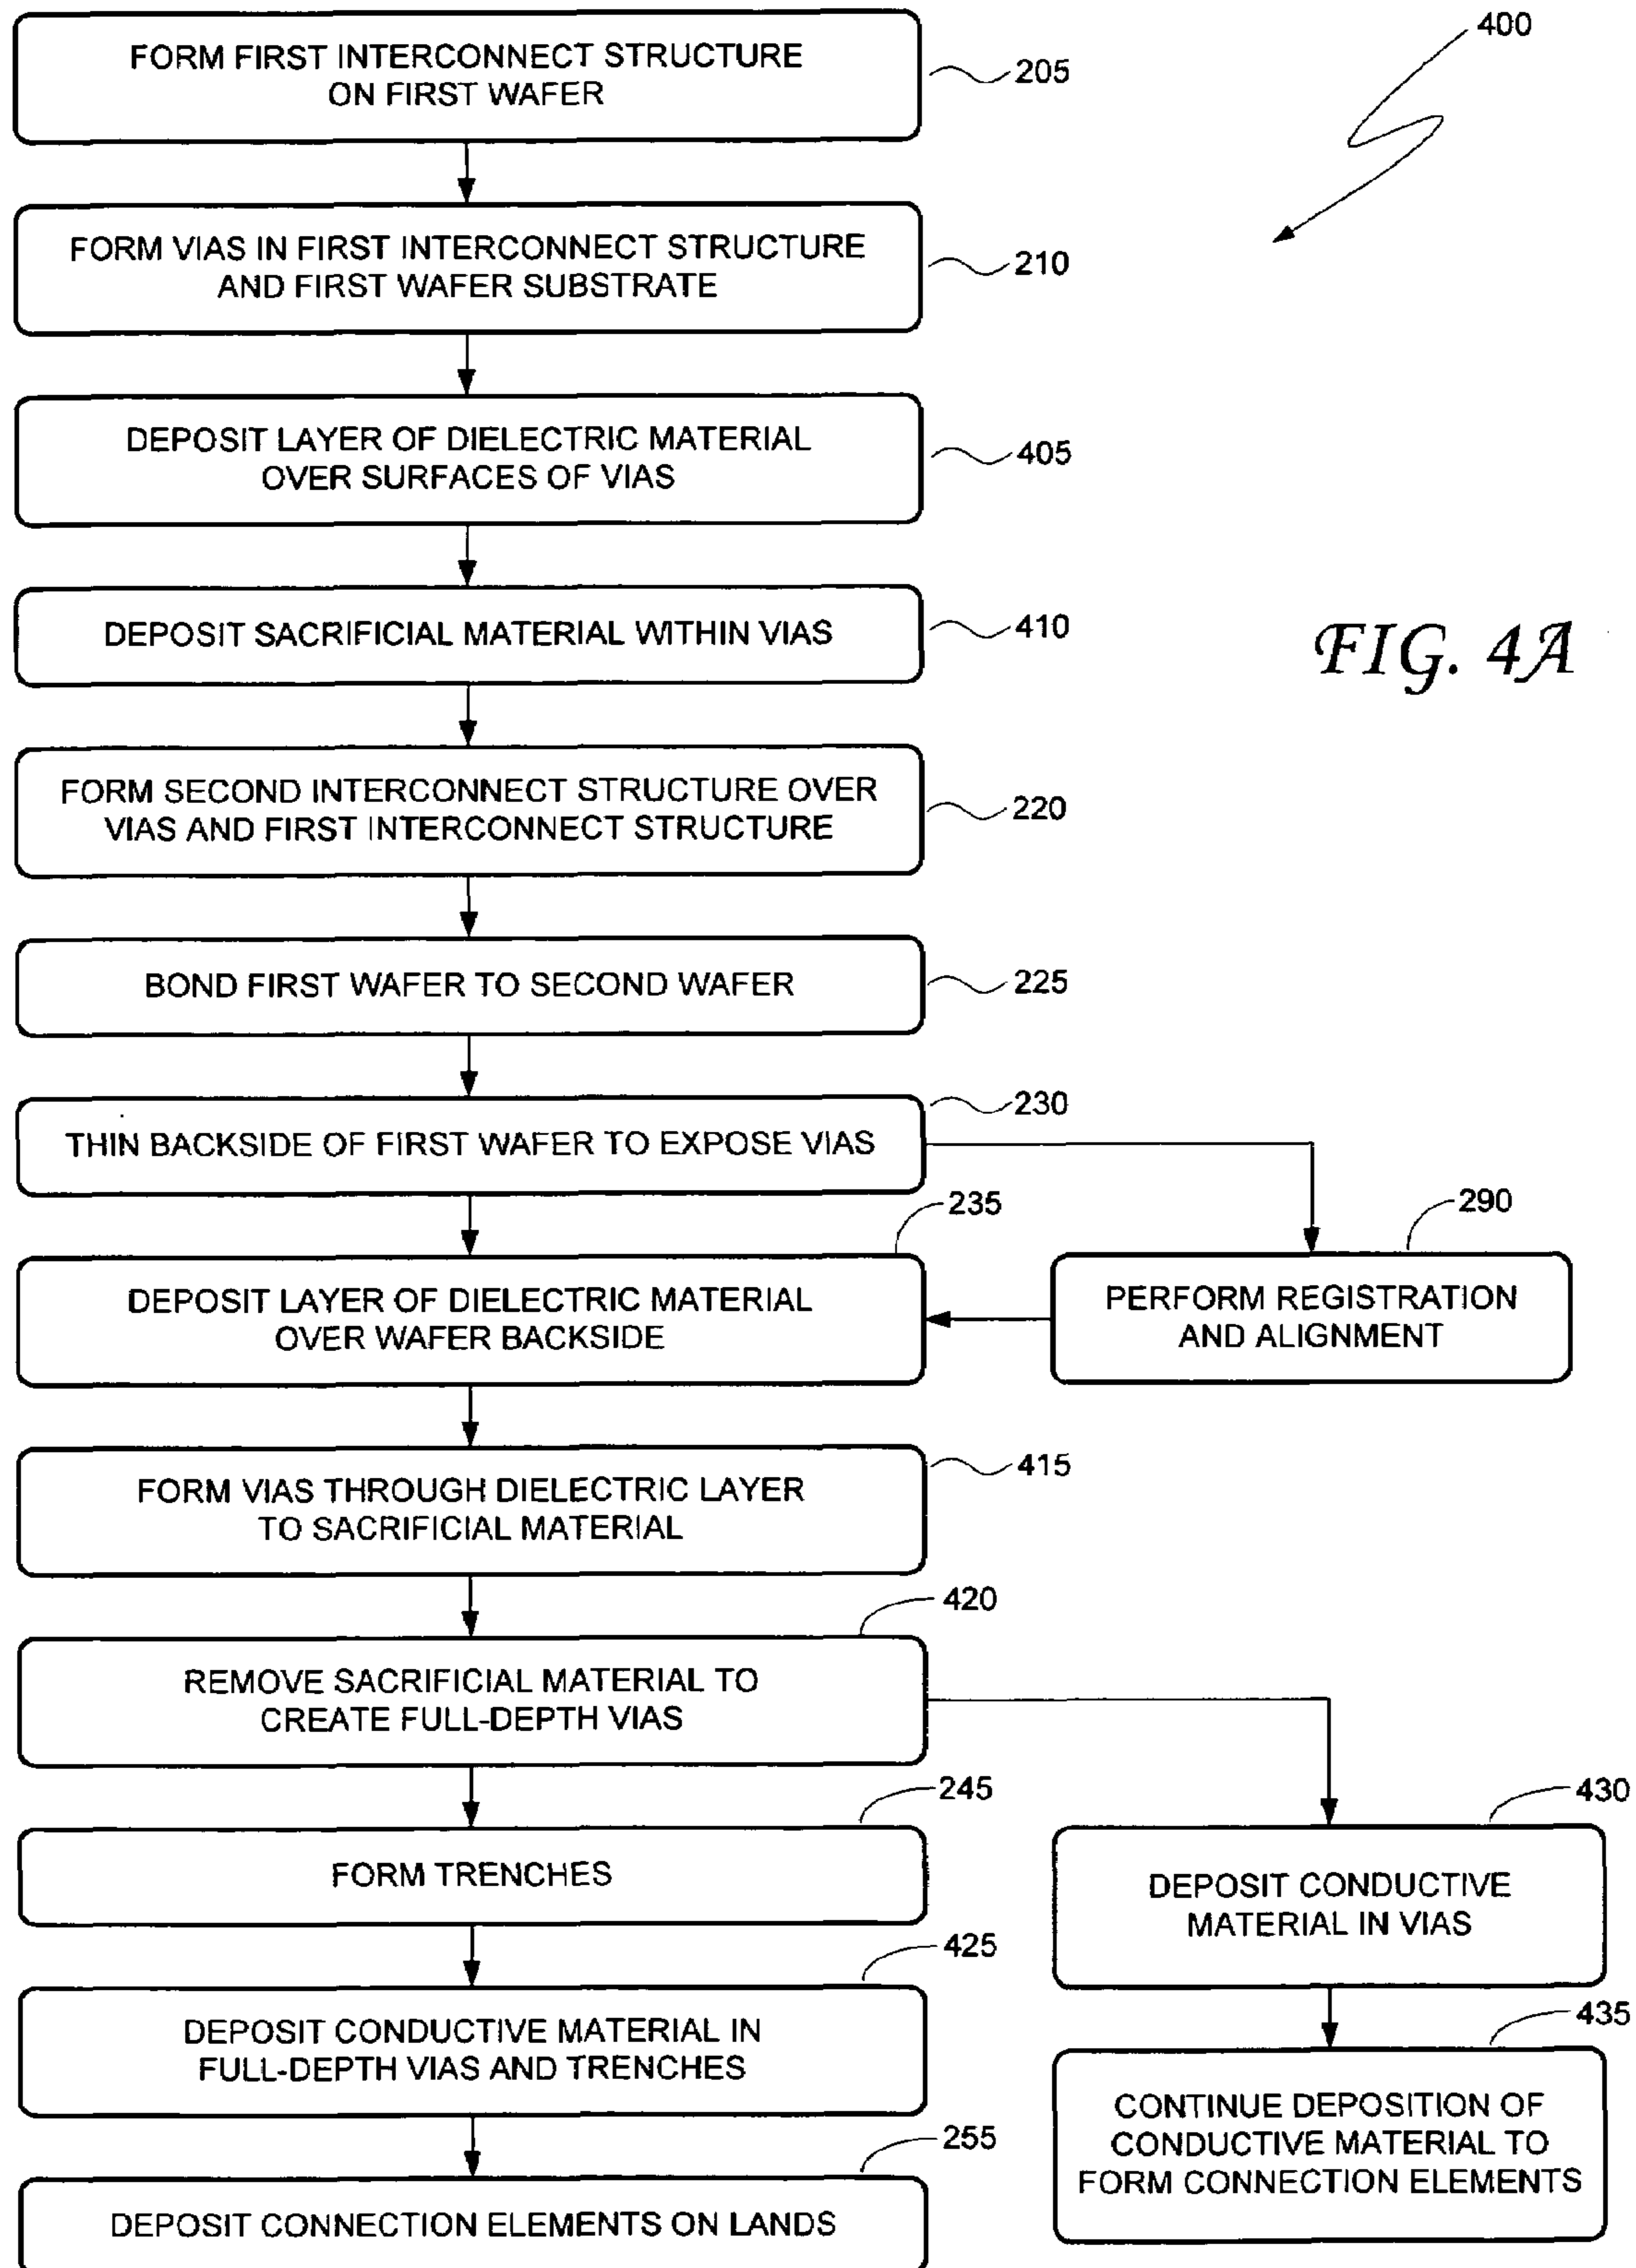 400
FORM FIRST INTERCONNECT STRUCTURE
ON FIRST WAFER
205
FORM VIAS IN FIRST INTERCONNECT STRUCTURE
AND FIRST WAFER SUBSTRATE
210
DEPOSIT LAYER OF DIELECTRIC MATERIAL
OVER SURFACES OF VIAS
405
DEPOSIT SACRIFICIAL MATERIAL WITHIN VIAS
410
FIG. 4A
FORM SECOND INTERCONNECT STRUCTURE OVER
VIAS AND FIRST INTERCONNECT STRUCTURE
220
BOND FIRST WAFER TO SECOND WAFER
225
THIN BACKSIDE OF FIRST WAFER TO EXPOSE VIAS
230
235
DEPOSIT LAYER OF DIELECTRIC MATERIAL
OVER WAFER BACKSIDE
290
PERFORM REGISTRATION
AND ALIGNMENT
FORM VIAS THROUGH DIELECTRIC LAYER
TO SACRIFICIAL MATERIAL
415
420
REMOVE SACRIFICIAL MATERIAL TO
CREATE FULL-DEPTH VIAS
245
FORM TRENCHES
430
DEPOSIT CONDUCTIVE
MATERIAL IN VIAS
425
DEPOSIT CONDUCTIVE MATERIAL IN
FULL-DEPTH VIAS AND TRENCHES
435
CONTINUE DEPOSITION OF
CONDUCTIVE MATERIAL TO
FORM CONNECTION ELEMENTS
255
DEPOSIT CONNECTION ELEMENTS ON LANDS